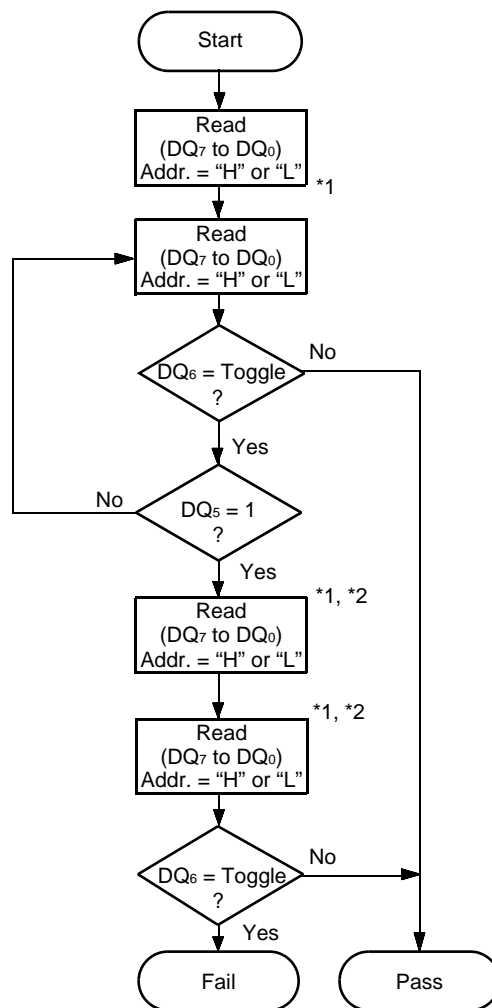 Start
Read
(DQ7 to DQ0)
Addr. = “H” or “L”
*1
Read
(DQ7 to DQ0)
Addr. = “H” or “L”
DQ6 = Toggle
?
No
Yes
DQ5 = 1
?
No
Yes
*1, *2
Read
(DQ7 to DQ0)
Addr. = “H” or “L”
*1, *2
Read
(DQ7 to DQ0)
Addr. = “H” or “L”
DQ6 = Toggle
?
No
Yes
Fail
Pass